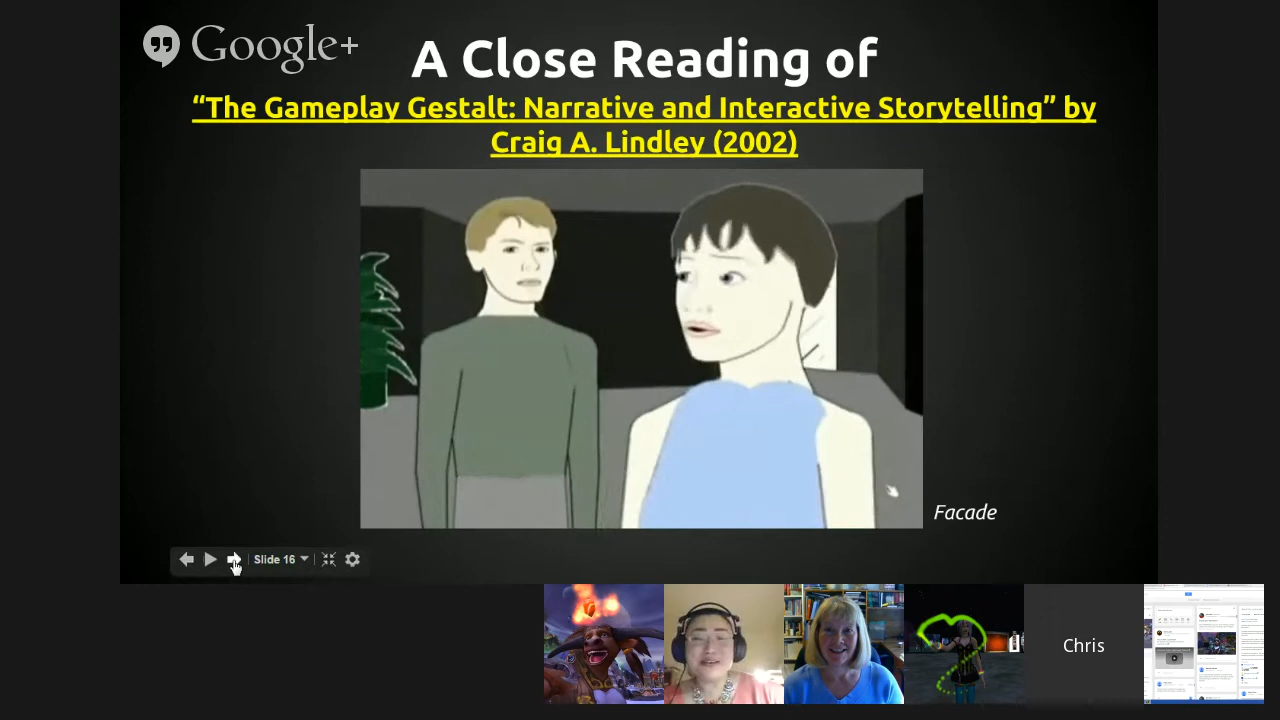 Google+
A Close Reading of
“The Gameplay Gestalt: Narrative and Interactive Storytelling” by
Craig A. Lindley (2002)
Facade
Slide 16
Chris